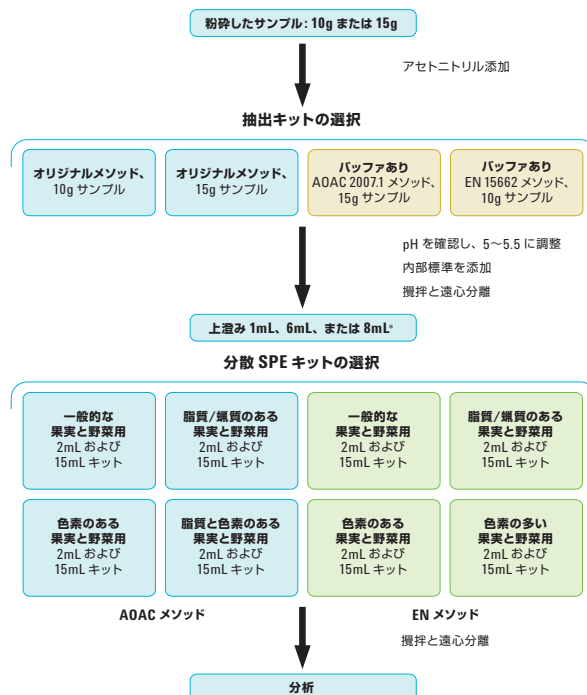 粉砕したサンプル: 10g または 15g
アセトニトリル添加
抽出キットの選択
オリジナルメソッド、
10g サンプル
オリジナルメソッド、
15g サンプル
バッファあり
AOAC 2007.1 メソッド、
15g サンプル
バッファあり
EN 15662 メソッド、
10g サンプル
pH を確認し、5〜5.5 に調整
内部標準を添加
攪拌と遠心分離
上澄み 1mL、6mL、または 8mL*
分散 SPE キットの選択
一般的な
果実と野菜用
2mL および
15mL キット
脂質/蝋質のある
果実と野菜用
2mL および
15mL キット
一般的な
果実と野菜用
2mL および
15mL キット
脂質/蝋質のある
果実と野菜用
2mL および
15mL キット
色素のある
果実と野菜用
2mL および
15mL キット
脂質と色素のある
果実と野菜用
2mL および
15mL キット
色素のある
果実と野菜用
2mL および
15mL キット
色素の多い
果実と野菜用
2mL および
15mL キット
AOAC メソッド
EN メソッド
攪拌と遠心分離
分析